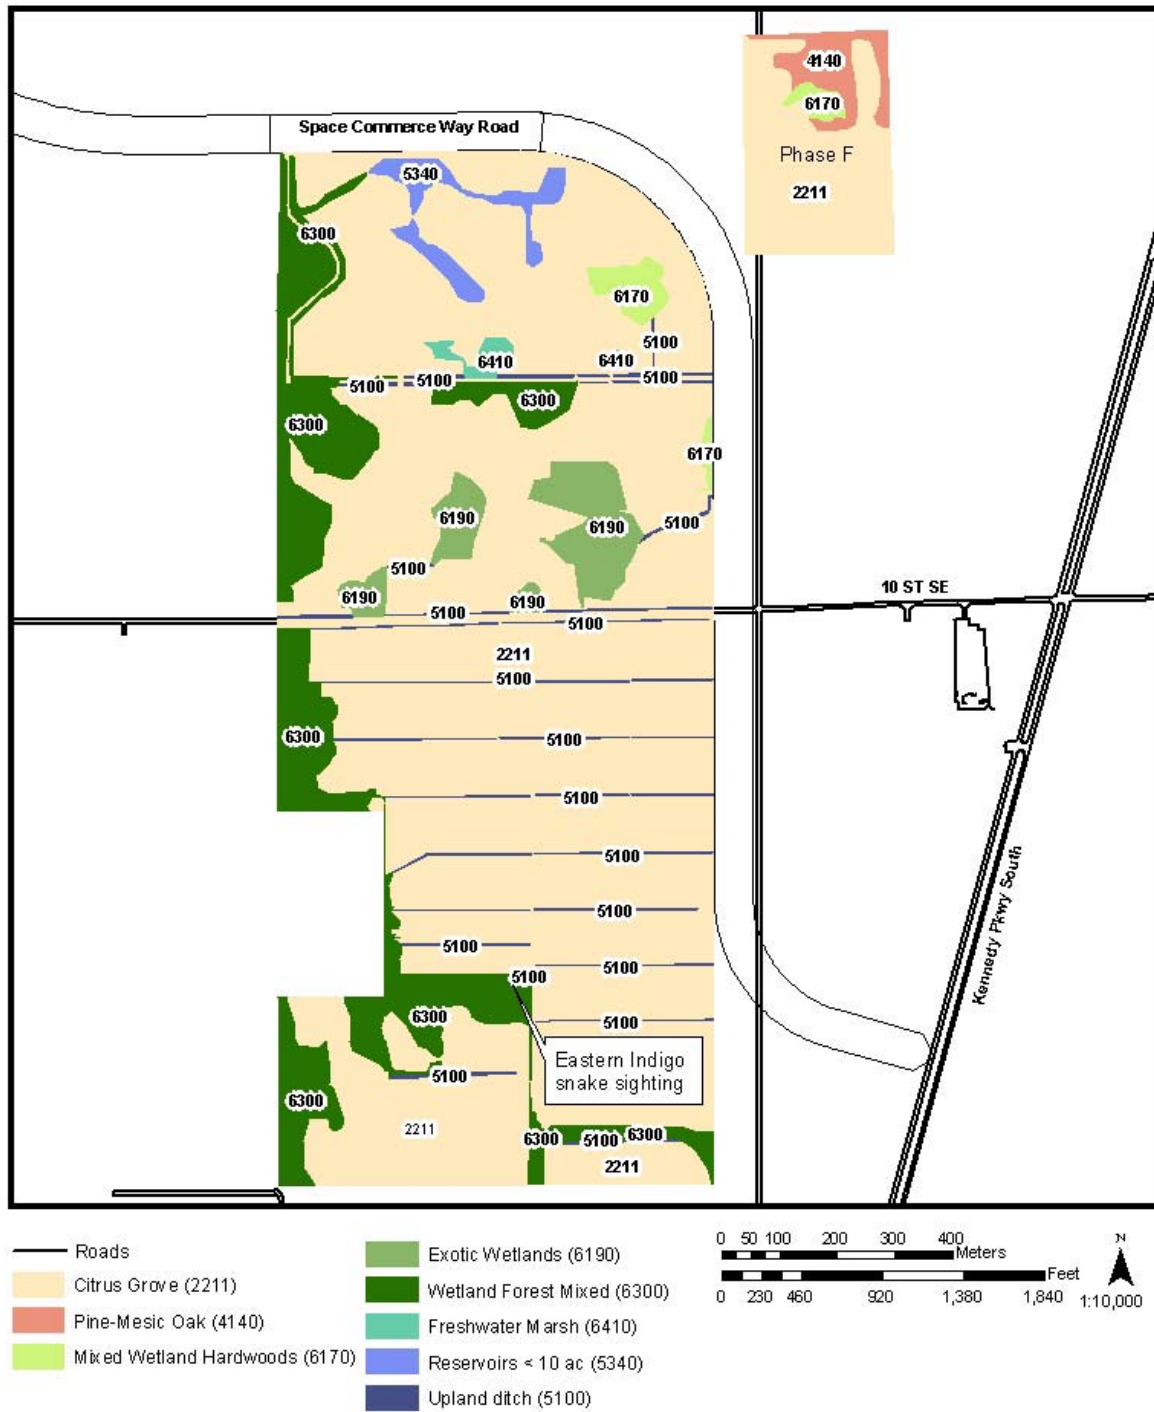 4140
6170
Phase F
2211
Space Commerce Way Road
5340
6300
6170
5100
6410
6410
5100
5100
5100
6300
6300
6170
6190
6190
5100
5100
6190
6190
10 ST SE
5100
5100
2211
5100
6300
5100
5100
5100
Kennedy Pkwy South
5100
5100
5100
5100
6300
5100
Eastern Indigo
snake sighting
5100
6300
2211
6300
5100
6300
2211
Roads
Citrus Grove (2211)
Pine-Mesic Oak (4140)
Mixed Wetland Hardwoods (6170)
Exotic Wetlands (6190)
Wetland Forest Mixed (6300)
Freshwater Marsh (6410)
Reservoirs < 10 ac (5340)
Upland ditch (5100)
0 50 100 200 300 400
Meters
Feet
0 230 460 920 1,380 1,840
N
1:10,000